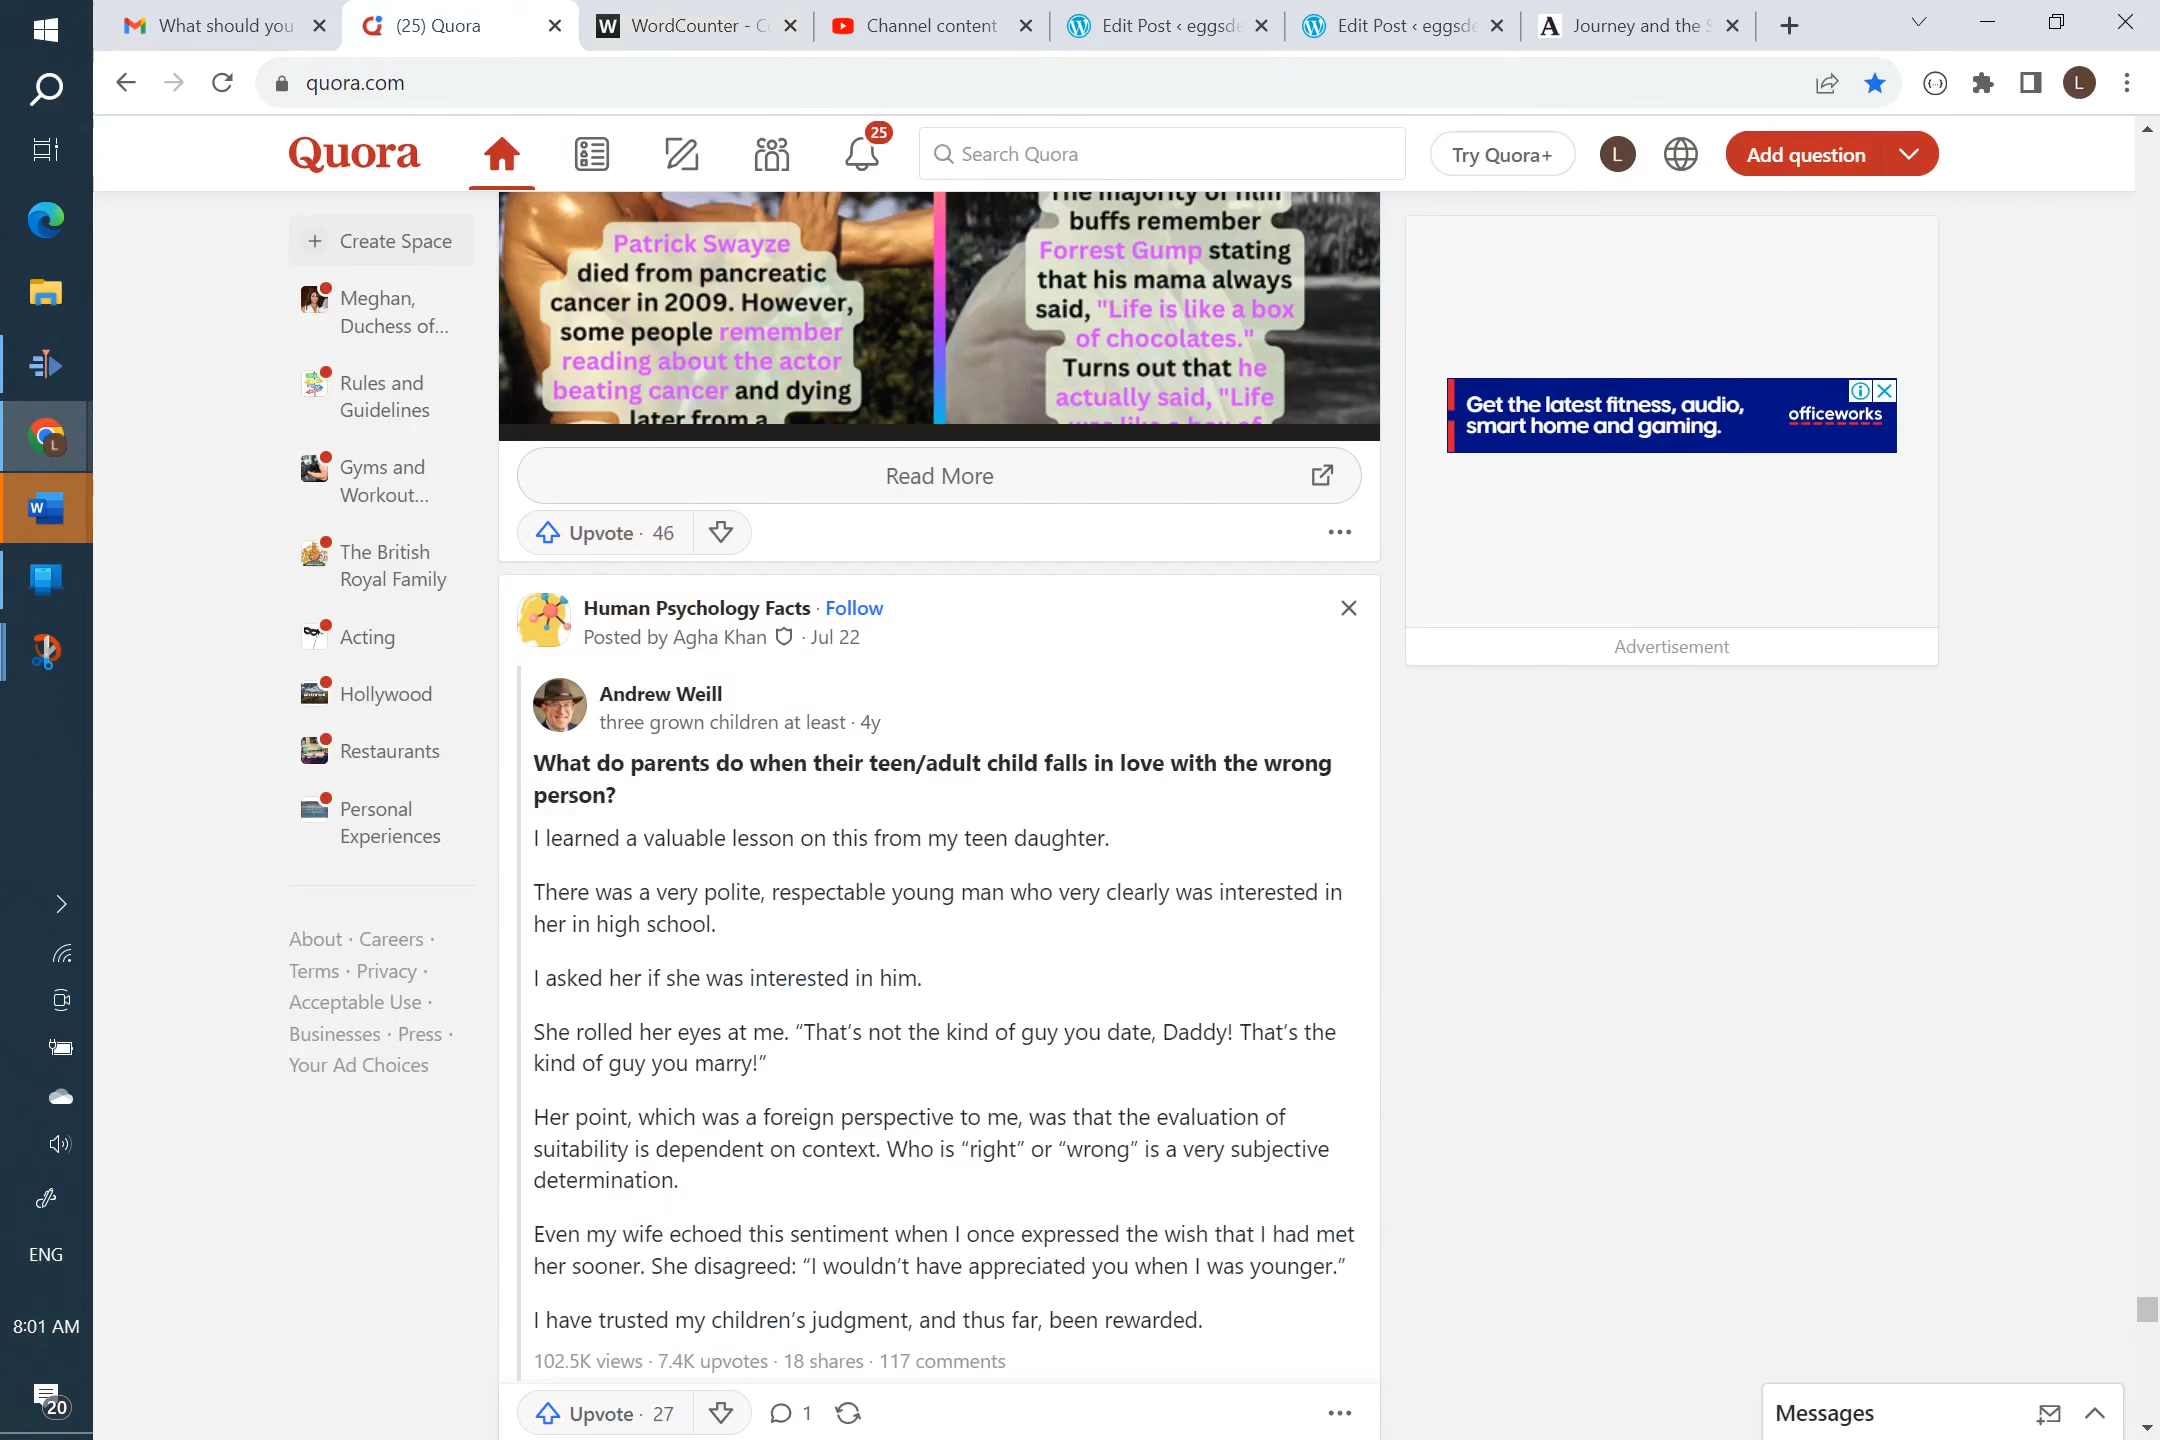 What should you
(25) Quora
WordCounter - C
Channel content
Edit Post ‹ eggsde
Edit Post ‹ eggsde
Journey and the S
quora.com
L
Quora
25
Search Quora
Try Quora+
L
Add question
Create Space
Meghan,
Duchess of...
Rules and
Guidelines
Gyms and
Workout...
The British
Royal Family
Acting
Hollywood
Restaurants
Personal
Experiences
About · Careers ·
Terms · Privacy ·
Acceptable Use ·
Businesses · Press ·
Your Ad Choices
Patrick Swayze
died from pancreatic
cancer in 2009. However,
some people remember
reading about the actor
beating cancer and dying
later from a
The majority of film
buffs remember
Forrest Gump stating
that his mama always
said, "Life is like a box
of chocolates."
Turns out that he
actually said, "Life
was like a box of
Read More
Upvote · 46
Human Psychology Facts · Follow
Posted by Agha Khan · Jul 22
Andrew Weill
three grown children at least · 4y
What do parents do when their teen/adult child falls in love with the wrong
person?
I learned a valuable lesson on this from my teen daughter.
There was a very polite, respectable young man who very clearly was interested in
her in high school.
I asked her if she was interested in him.
She rolled her eyes at me. “That’s not the kind of guy you date, Daddy! That’s the
kind of guy you marry!”
Her point, which was a foreign perspective to me, was that the evaluation of
suitability is dependent on context. Who is “right” or “wrong” is a very subjective
determination.
Even my wife echoed this sentiment when I once expressed the wish that I had met
her sooner. She disagreed: “I wouldn’t have appreciated you when I was younger.”
I have trusted my children’s judgment, and thus far, been rewarded.
102.5K views · 7.4K upvotes · 18 shares · 117 comments
Upvote · 27
1
Get the latest fitness, audio,
smart home and gaming.
officeworks
Advertisement
Messages
ENG
8:01 AM
20